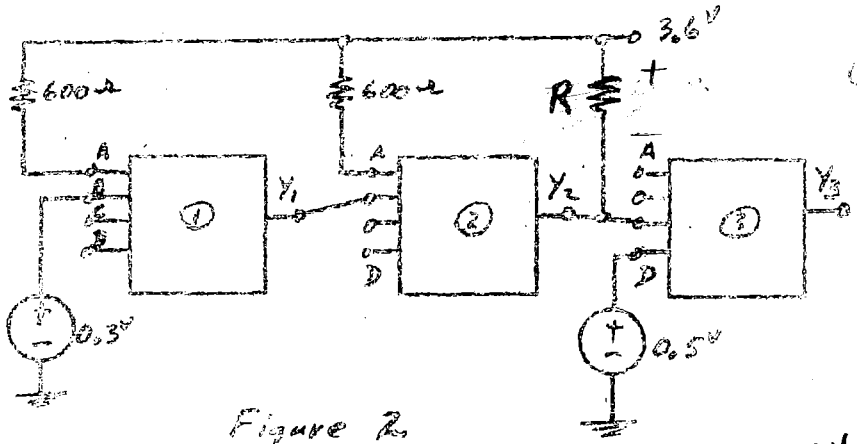 3.6V
600Ω
600Ω
R
+
A
A
A
Y1
Y2
Y3
1
2
3
D
D
+
-
0.3V
+
-
0.5V
Figure 2